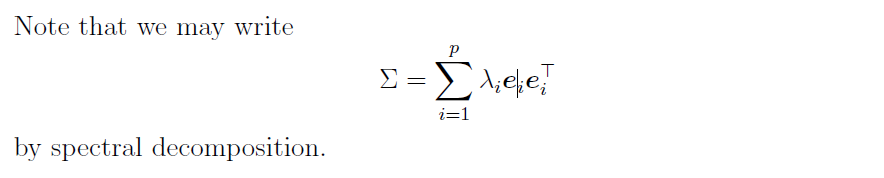 Note that we may write
Σ = ∑_{i=1}^{p} λ_i e_i e_i^⊤
by spectral decomposition.